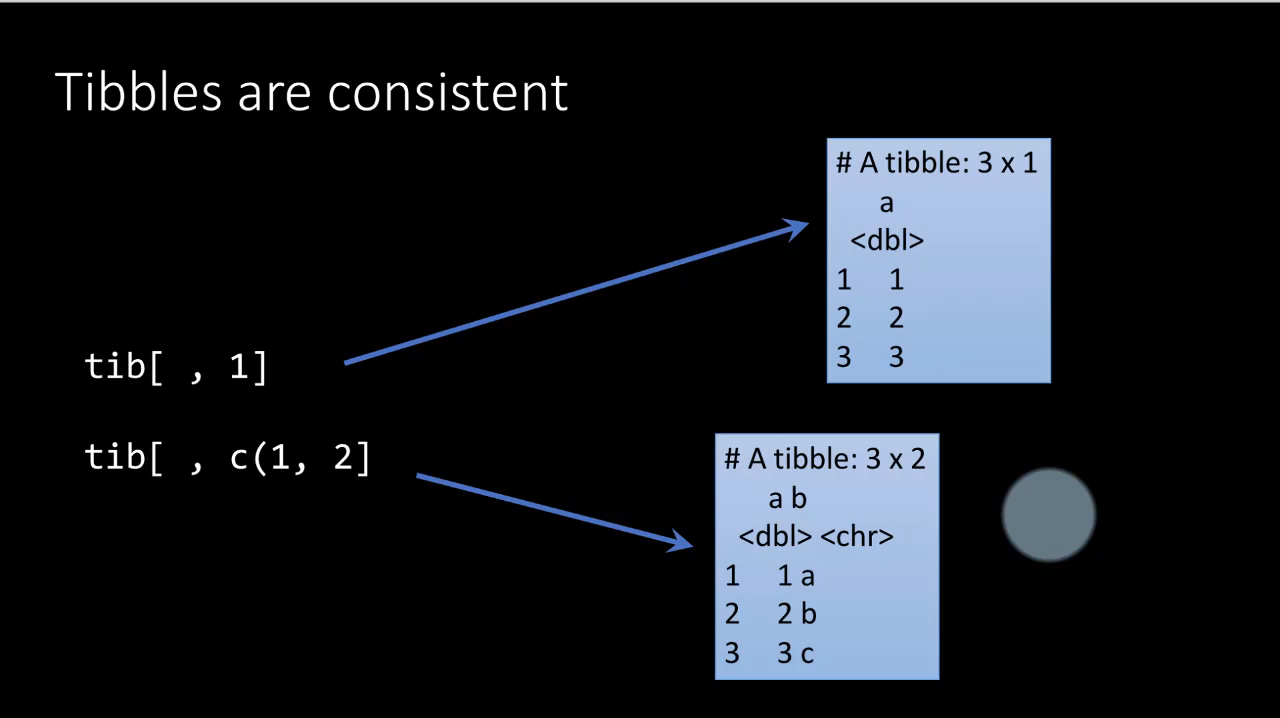 Tibbles are consistent
# A tibble: 3 x 1
a
<dbl>
1 1
2 2
3 3
tib[ , 1]
tib[ , c(1, 2]
# A tibble: 3 x 2
a b
<dbl> <chr>
1 1 a
2 2 b
3 3 c